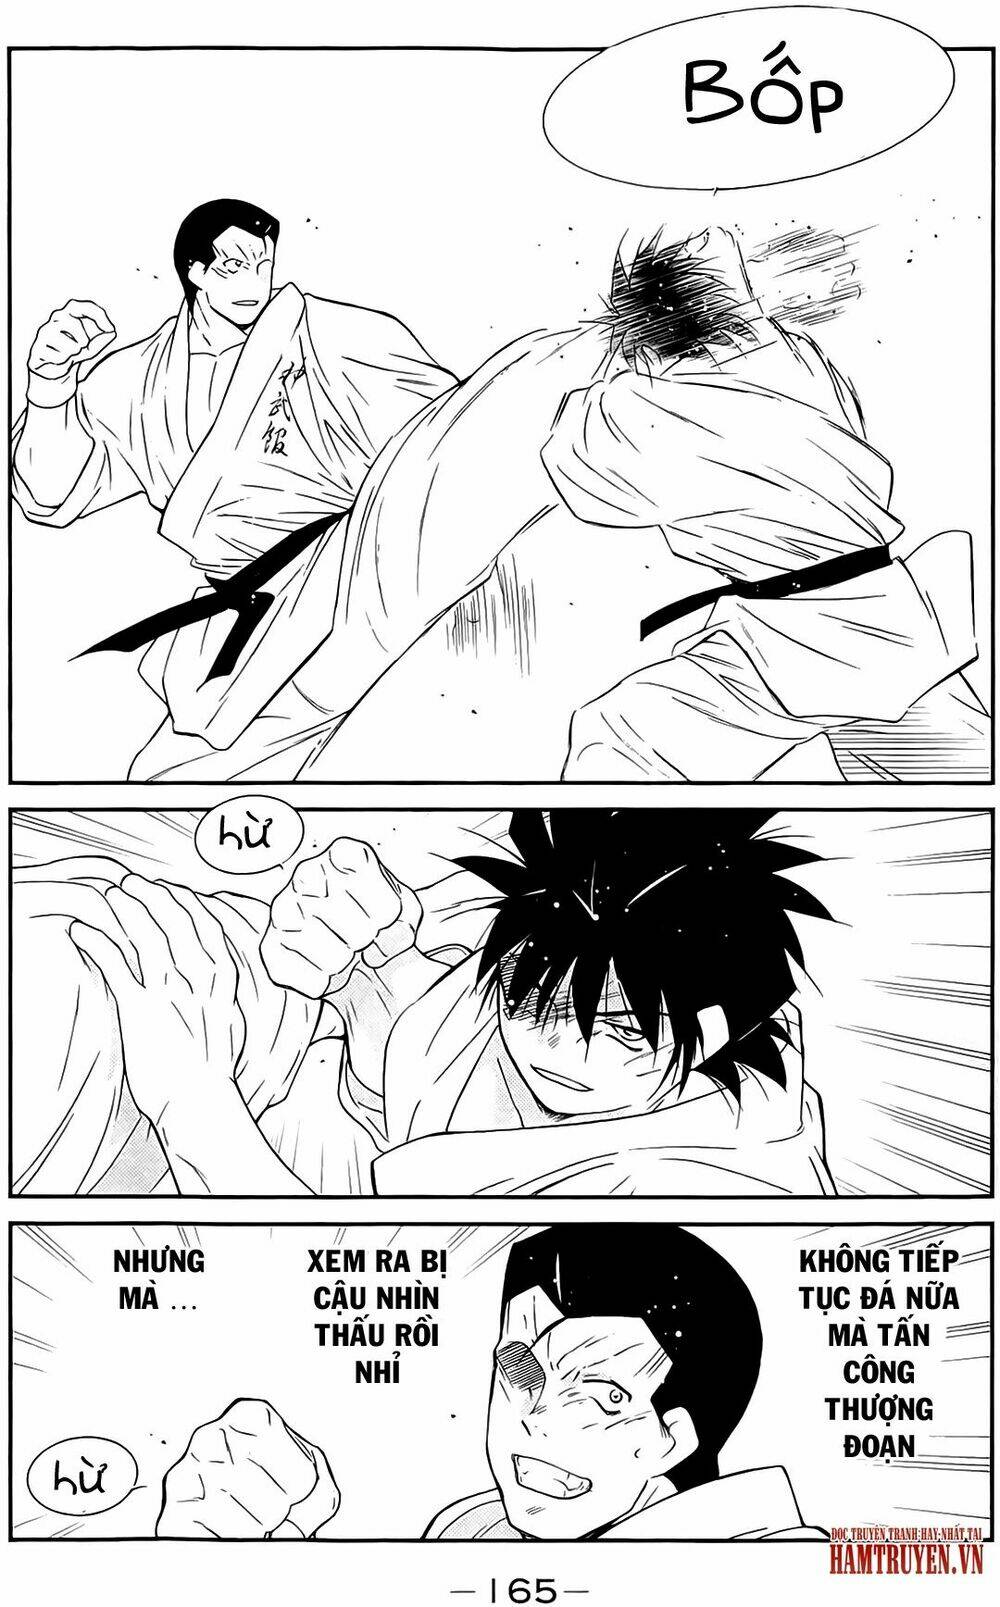 BỐP
神武館
HỪ
KHÔNG TIẾP
TỤC ĐÁ NỮA
MÀ TẤN
CÔNG
THƯỢNG
ĐOẠN
XEM RA BỊ
CẬU NHÌN
THẤU RỒI
NHỈ
NHƯNG
MÀ ...
HỪ
ĐỌC TRUYỆN TRANH HAY NHẤT TẠI
HAMTRUYEN.VN
—165—